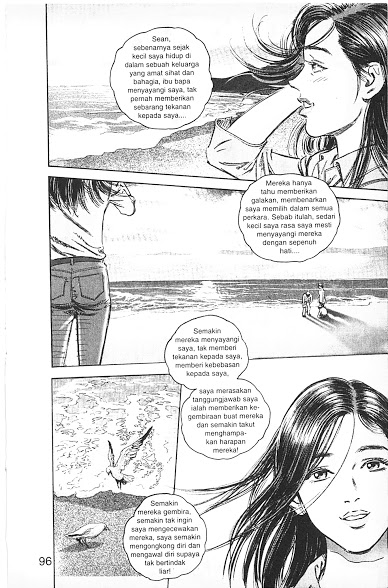 Sean,
sebenarnya sejak
kecil saya hidup di
dalam sebuah keluarga
yang amat sihat dan
bahagia, ibu bapa
menyayangi saya, tak
pernah memberikan
sebarang tekanan
kepada saya....
Mereka hanya
tahu memberikan
galakan, membenarkan
saya memilih dalam semua
perkara. Sebab itulah, sedari
kecil saya rasa saya mesti
menyayangi mereka
dengan sepenuh
hati....
Semakin
mereka menyayangi
saya, tak memberi
tekanan kepada saya,
memberi kebebasan
kepada saya,
saya merasakan
tanggungjawab saya
ialah memberikan ke-
gembiraan buat mereka
dan semakin takut
menghampa-
kan harapan
mereka!
Semakin
mereka gembira,
semakin tak ingin
saya mengecewakan
mereka, saya semakin
mengongkong diri dan
mengawal diri supaya
tak bertindak
liar!
96